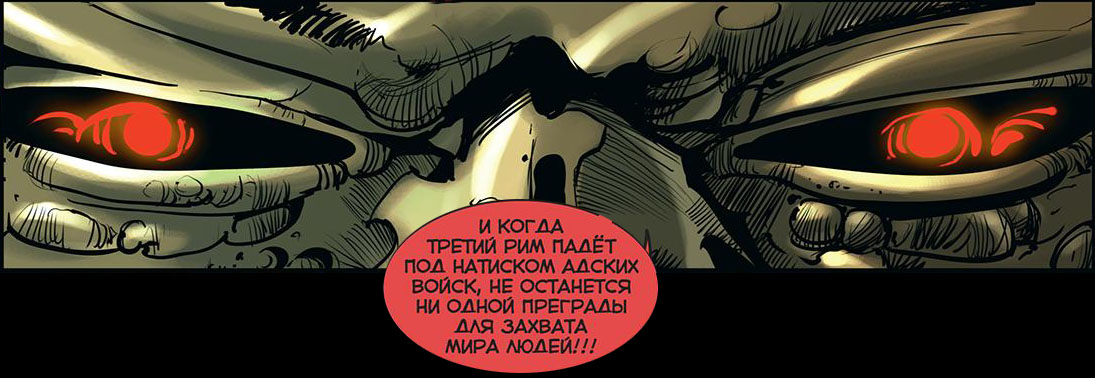 И КОГДА
ТРЕТИЙ РИМ ПАДЁТ
ПОД НАТИСКОМ АДСКИХ
ВОЙСК, НЕ ОСТАНЕТСЯ
НИ ОДНОЙ ПРЕГРАДЫ
ДЛЯ ЗАХВАТА
МИРА ЛЮДЕЙ!!!